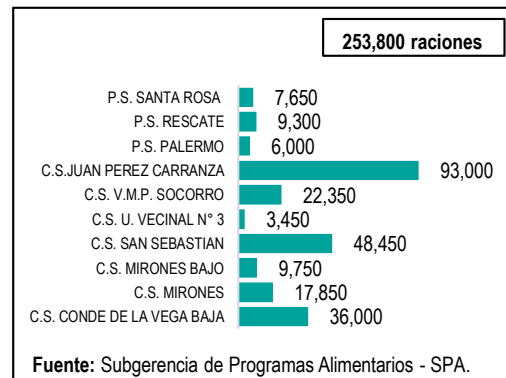 253,800 raciones
P.S. SANTA ROSA 7,650
P.S. RESCATE 9,300
P.S. PALERMO 6,000
C.S.JUAN PEREZ CARRANZA 93,000
C.S. V.M.P. SOCORRO 22,350
C.S. U. VECINAL N° 3 3,450
C.S. SAN SEBASTIAN 48,450
C.S. MIRONES BAJO 9,750
C.S. MIRONES 17,850
C.S. CONDE DE LA VEGA BAJA 36,000
Fuente: Subgerencia de Programas Alimentarios - SPA.